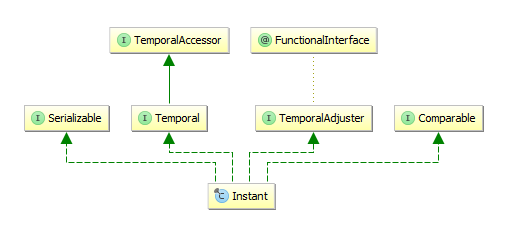 I TemporalAccessor
@ FunctionalInterface
I Serializable
I Temporal
I TemporalAdjuster
I Comparable
C Instant